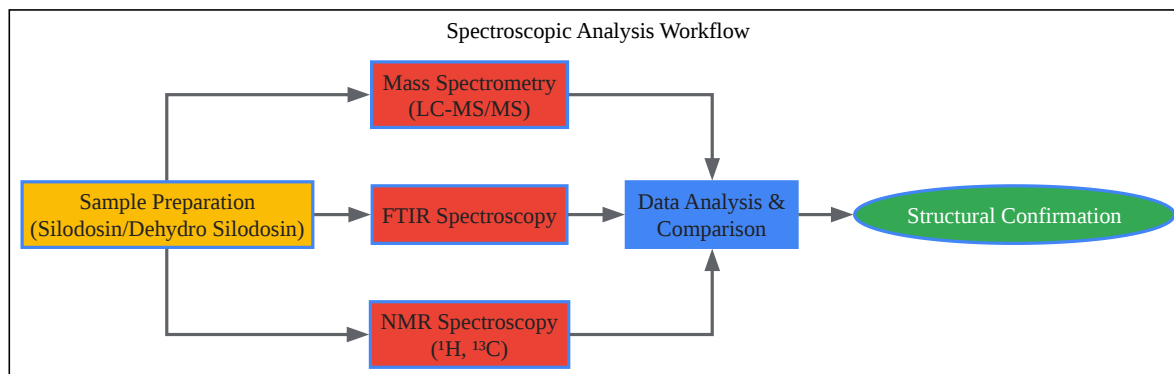 Spectroscopic Analysis Workflow
Mass Spectrometry
(LC-MS/MS)
Sample Preparation
(Silodosin/Dehydro Silodosin)
FTIR Spectroscopy
Data Analysis &
Comparison
Structural Confirmation
NMR Spectroscopy
(¹H, ¹³C)